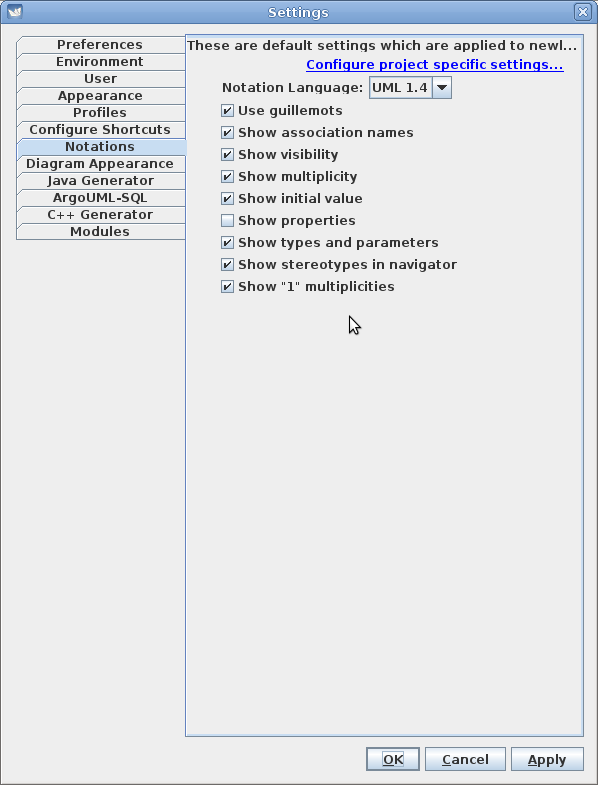 Settings
Preferences
Environment
User
Appearance
Profiles
Configure Shortcuts
Notations
Diagram Appearance
Java Generator
ArgoUML-SQL
C++ Generator
Modules
These are default settings which are applied to newl...
Configure project specific settings...
Notation Language: UML 1.4
Use guillemots
Show association names
Show visibility
Show multiplicity
Show initial value
Show properties
Show types and parameters
Show stereotypes in navigator
Show "1" multiplicities
OK Cancel Apply